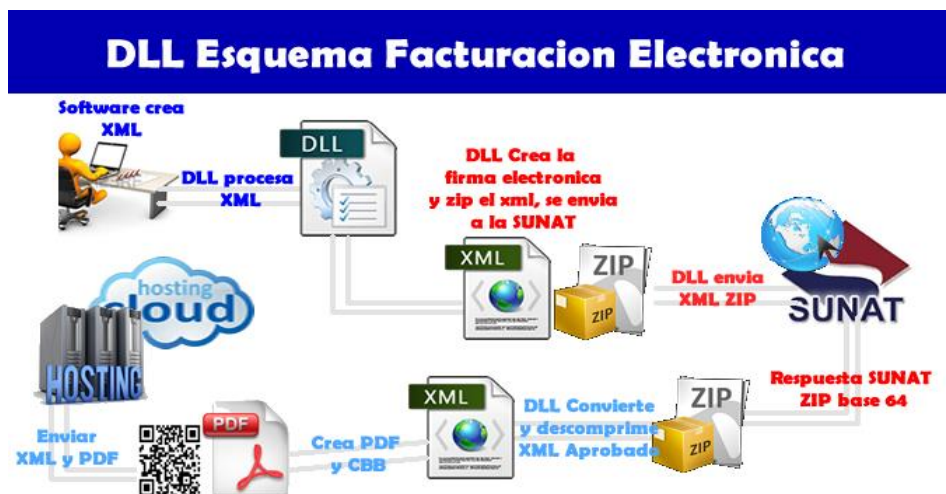 DLL Esquema Facturacion Electronica
Software crea
XML
DLL procesa
XML
DLL
DLL Crea la
firma electronica
y zip el xml, se envia
a la SUNAT
XML
ZIP
ZIP
DLL envia
XML ZIP
SUNAT
Respuesta SUNAT
ZIP base 64
ZIP
ZIP
DLL Convierte
y descomprime
XML Aprobado
XML
Crea PDF
y CBB
PDF
Enviar
XML y PDF
HOSTING
hosting
cloud